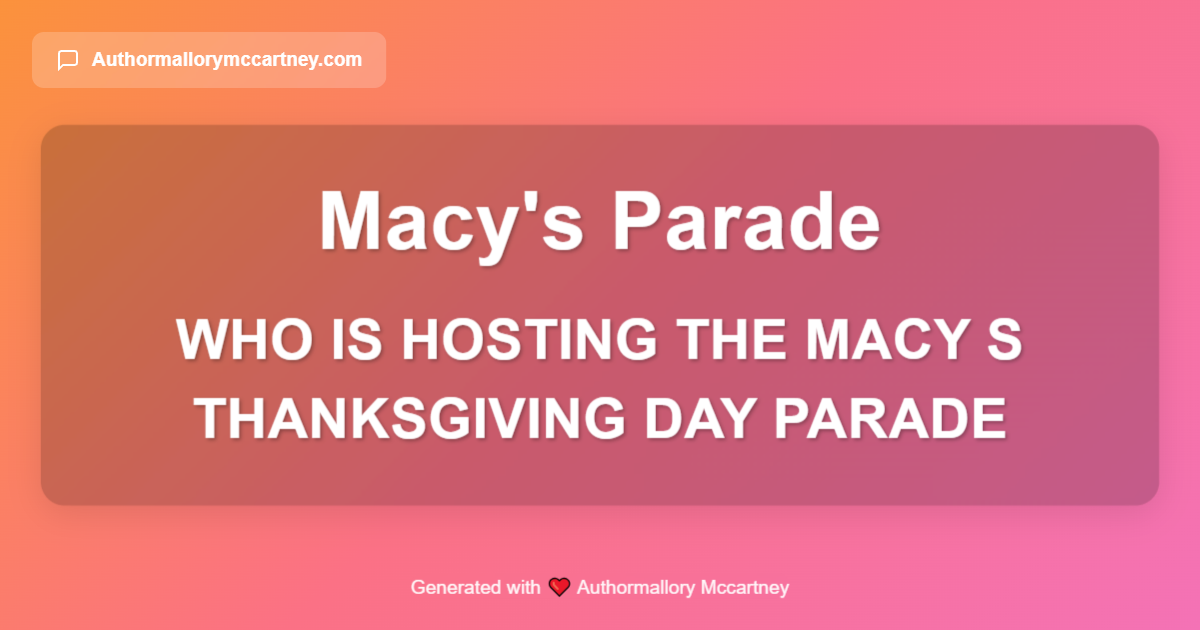 Authormallorymccartney.com
Macy's Parade
WHO IS HOSTING THE MACY S
THANKSGIVING DAY PARADE
Generated with ❤️ Authormallory Mccartney